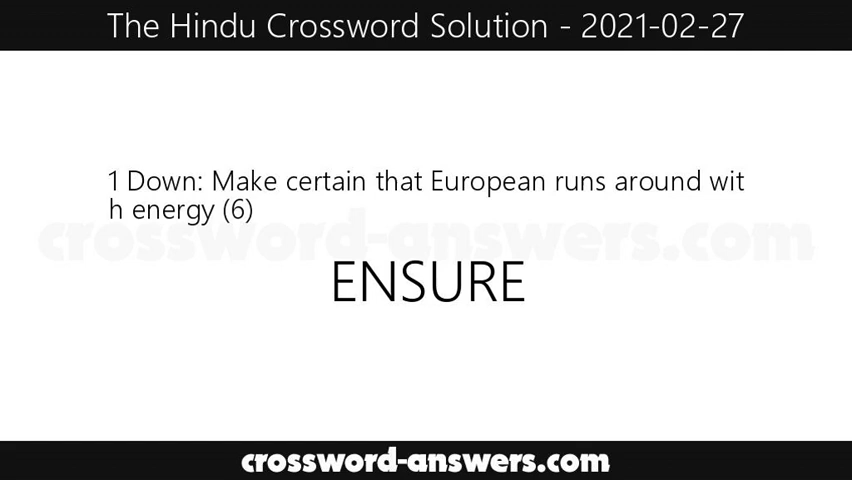 The Hindu Crossword Solution - 2021-02-27
1 Down: Make certain that European runs around wit
h energy (6)
crossword-answers.com
ENSURE
crossword-answers.com